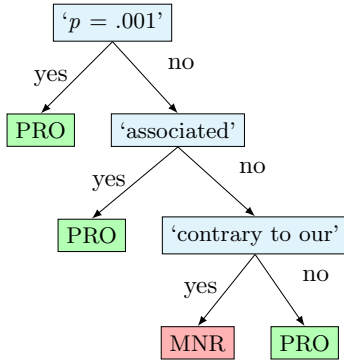 ‘p = .001’
yes
no
PRO
‘associated’
yes
no
PRO
‘contrary to our’
yes
no
MNR
PRO